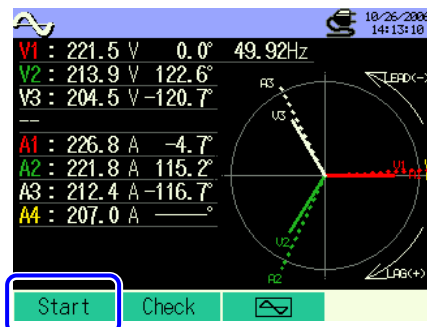 10/26/2006
14:13:10
V1 : 221.5 V 0.0° 49.92Hz
V2 : 213.9 V 122.6°
V3 : 204.5 V -120.7°
--
A1 : 226.8 A -4.7°
A2 : 221.8 A 115.2°
A3 : 212.4 A -116.7°
A4 : 207.0 A ——°
LEAD(-)
A3
V3
V1
V2
A2
LAG(+)
Start Check